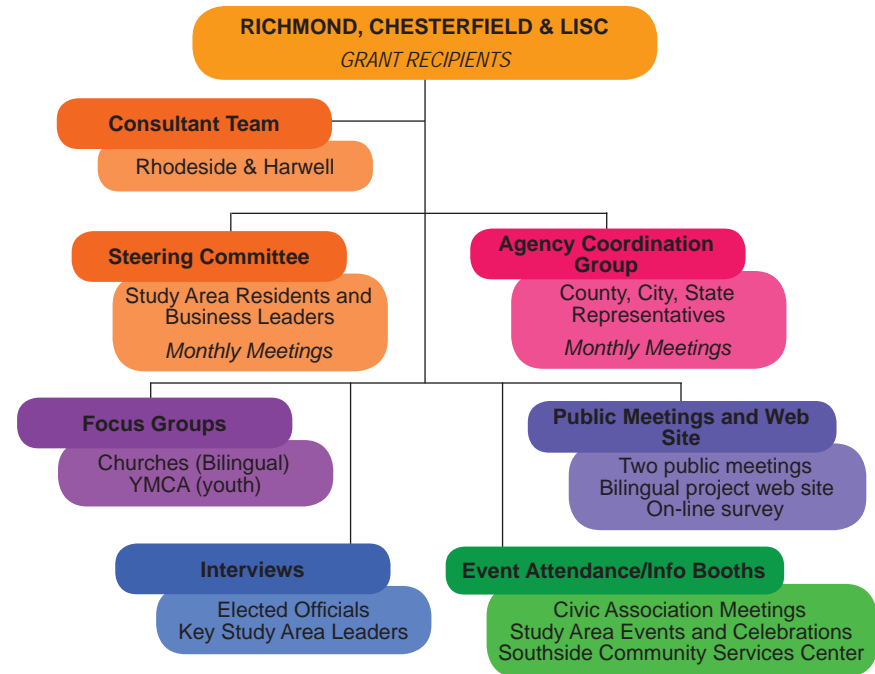 RICHMOND, CHESTERFIELD & LISC
GRANT RECIPIENTS
Consultant Team
Rhodeside & Harwell
Steering Committee
Study Area Residents and
Business Leaders
Monthly Meetings
Agency Coordination
Group
County, City, State
Representatives
Monthly Meetings
Focus Groups
Churches (Bilingual)
YMCA (youth)
Public Meetings and Web
Site
Two public meetings
Bilingual project web site
On-line survey
Interviews
Elected Officials
Key Study Area Leaders
Event Attendance/Info Booths
Civic Association Meetings
Study Area Events and Celebrations
Southside Community Services Center